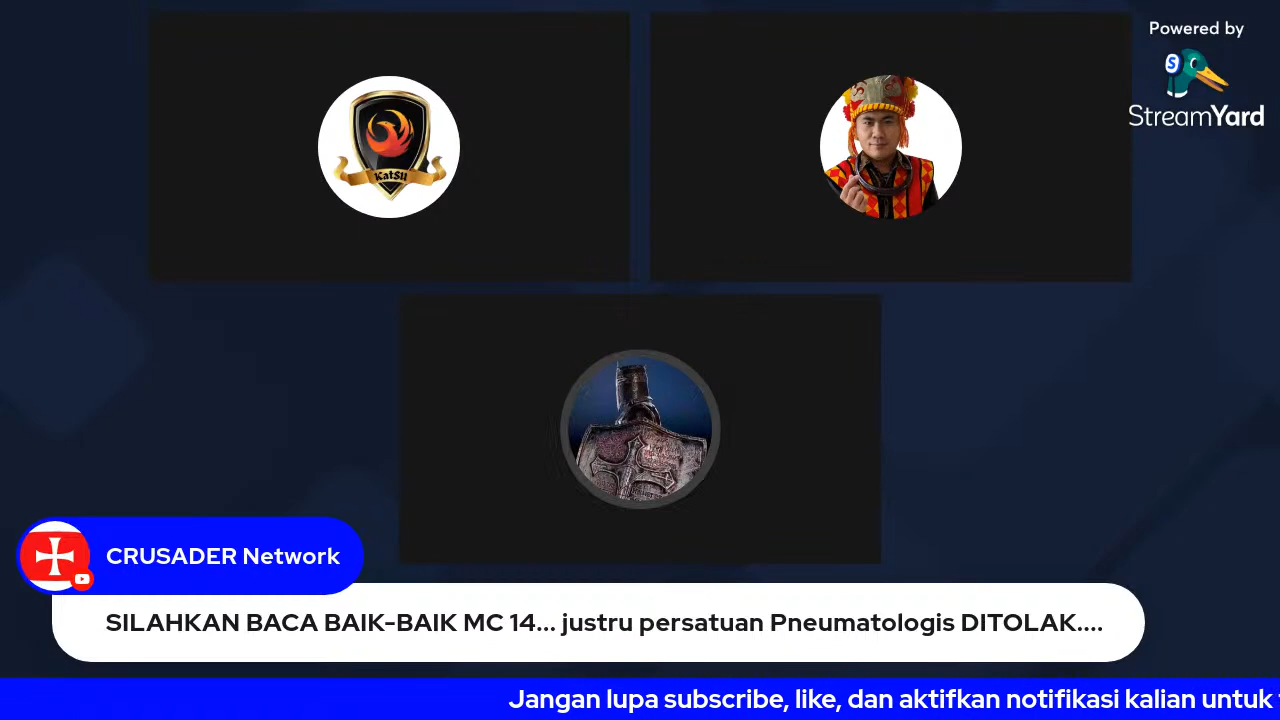 Powered by
StreamYard
KatSU
CRUSADER Network
SILAHKAN BACA BAIK-BAIK MC 14... justru persatuan Pneumatologis DITOLAK....
Jangan lupa subscribe, like, dan aktifkan notifikasi kalian untuk